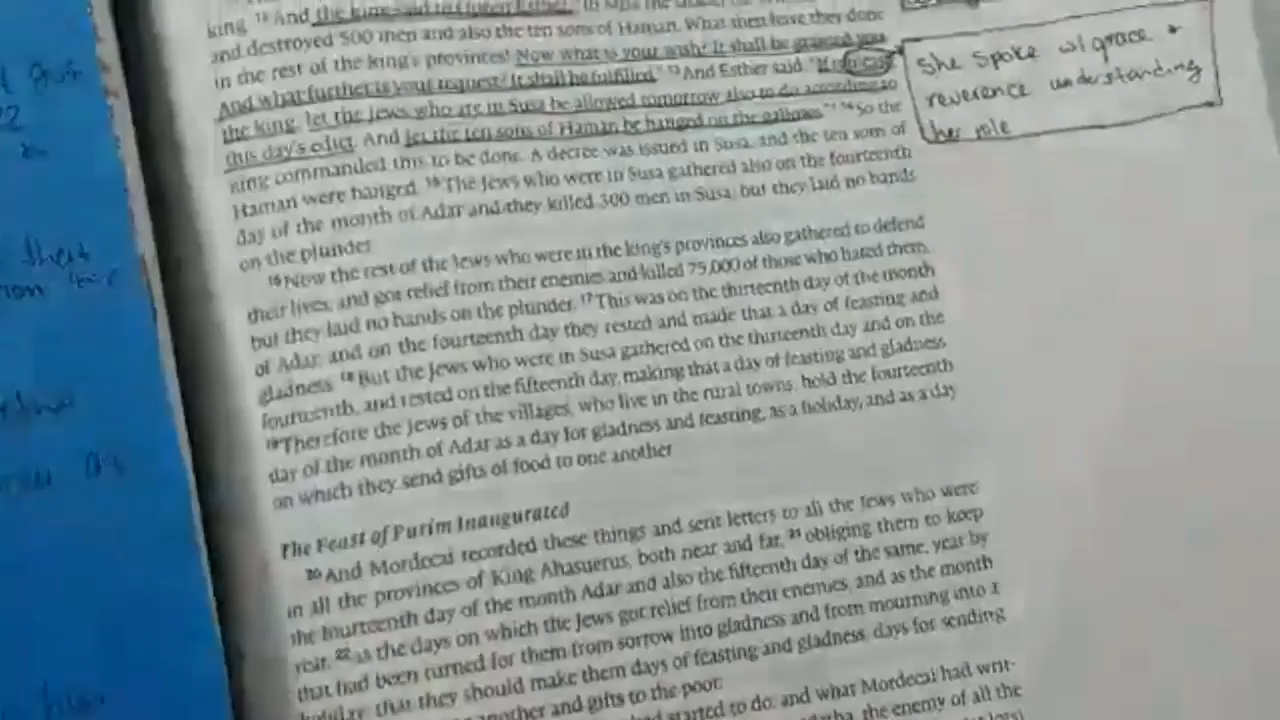 king. 12 And the king said to Queen Esther,
and destroyed 500 men and also the ten sons of Haman. What then have they done
in the rest of the king's provinces! Now what is your wish? It shall be granted you.
And what further is your request? It shall be fulfilled." 13 And Esther said, "If
the king, let the Jews who are in Susa be allowed tomorrow also to do according to
this day's edict. And let the ten sons of Haman be hanged on the gallows." 14 So the
king commanded this to be done. A decree was issued in Susa, and the ten sons of
Haman were hanged. 15 The Jews who were in Susa gathered also on the fourteenth
day of the month of Adar and they killed 300 men in Susa, but they laid no hands
on the plunder.
16 Now the rest of the Jews who were in the king's provinces also gathered to defend
their lives, and got relief from their enemies and killed 75,000 of those who hated them,
but they laid no hands on the plunder. 17 This was on the thirteenth day of the month
of Adar, and on the fourteenth day they rested and made that a day of feasting and
gladness. 18 But the Jews who were in Susa gathered on the thirteenth day and on the
fourteenth, and rested on the fifteenth day, making that a day of feasting and gladness.
19 Therefore the Jews of the villages, who live in the rural towns, hold the fourteenth
day of the month of Adar as a day for gladness and feasting, as a holiday, and as a day
on which they send gifts of food to one another.
The Feast of Purim Inaugurated
20 And Mordecai recorded these things and sent letters to all the Jews who were
in all the provinces of King Ahasuerus, both near and far, 21 obliging them to keep
the fourteenth day of the month Adar and also the fifteenth day of the same, year by
year, 22 as the days on which the Jews got relief from their enemies, and as the month
that had been turned for them from sorrow into gladness and from mourning into a
holiday; that they should make them days of feasting and gladness, days for sending
another and gifts to the poor.
had started to do, and what Mordecai had writ-
the enemy of all the
She spoke w/ grace +
reverence understanding
her role
22